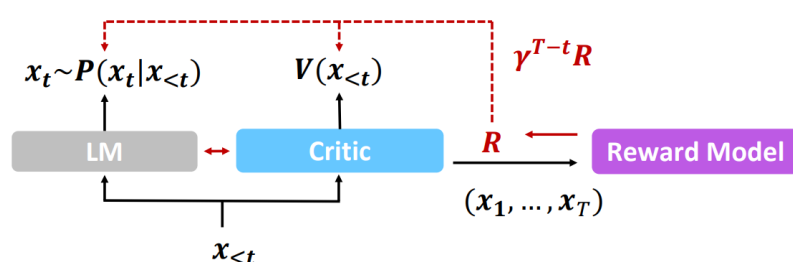 x_t~P(x_t|x_{<t})
V(x_{<t})
γ^{T−t}R
LM
Critic
R
Reward Model
(x_1, …, x_T)
x_{<t}